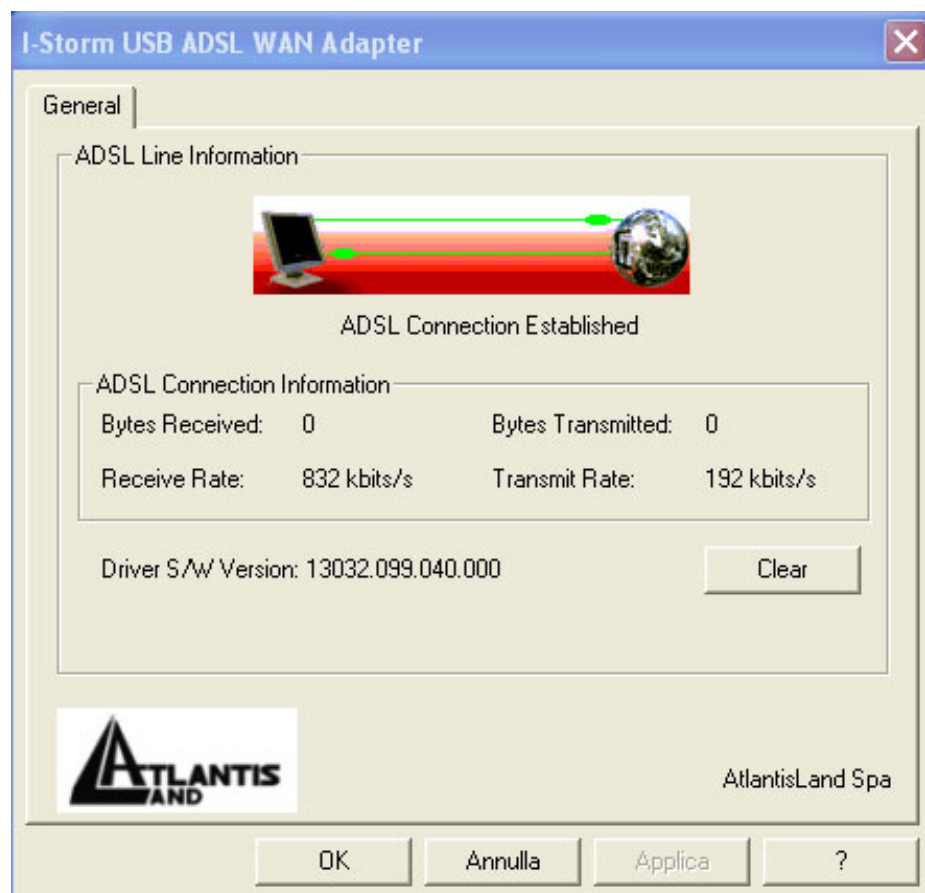 I-Storm USB ADSL WAN Adapter
General
ADSL Line Information
ADSL Connection Established
ADSL Connection Information
Bytes Received: 0 Bytes Transmitted: 0
Receive Rate: 832 kbits/s Transmit Rate: 192 kbits/s
Driver S/W Version: 13032.099.040.000 Clear
ATLANTIS
LAND
AtlantisLand Spa
OK Annulla Applica ?